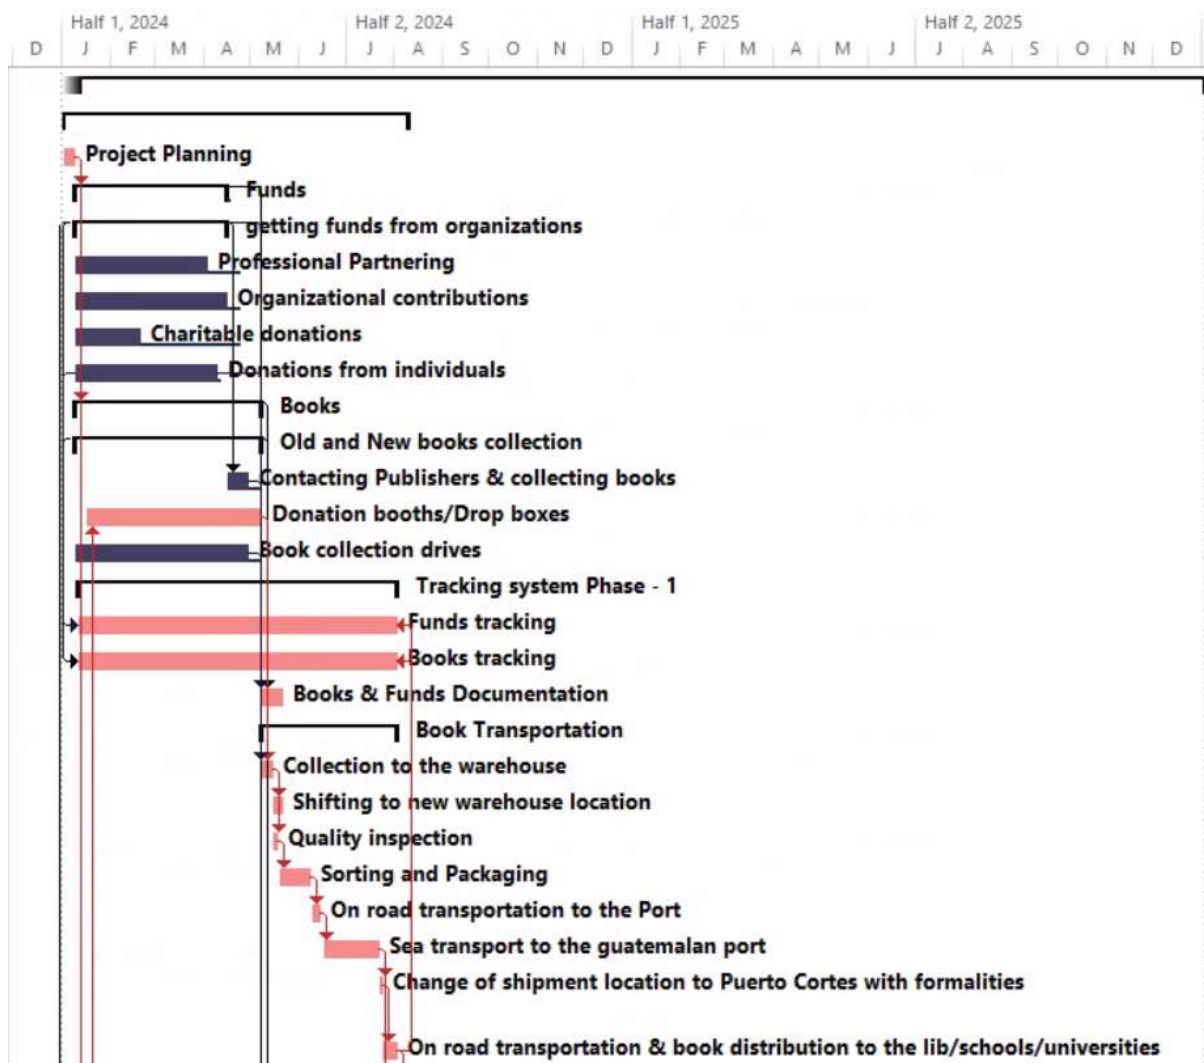 Half 1, 2024 Half 2, 2024 Half 1, 2025 Half 2, 2025
D J F M A M J J A S O N D J F M A M J J A S O N D
Project Planning
Funds
getting funds from organizations
Professional Partnering
Organizational contributions
Charitable donations
Donations from individuals
Books
Old and New books collection
Contacting Publishers & collecting books
Donation booths/Drop boxes
Book collection drives
Tracking system Phase - 1
Funds tracking
Books tracking
Books & Funds Documentation
Book Transportation
Collection to the warehouse
Shifting to new warehouse location
Quality inspection
Sorting and Packaging
On road transportation to the Port
Sea transport to the guatemalan port
Change of shipment location to Puerto Cortes with formalities
On road transportation & book distribution to the lib/schools/universities